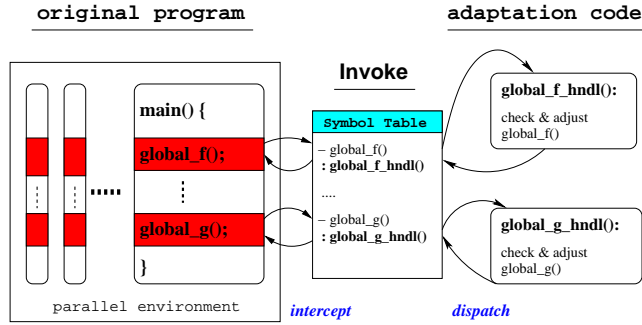 original program
adaptation code
Invoke
main() {
global_f();
global_g();
}
parallel environment
Symbol Table
– global_f()
: global_f_hndl()
....
– global_g()
: global_g_hndl()
intercept
dispatch
global_f_hndl():
check & adjust
global_f()
global_g_hndl():
check & adjust
global_g()